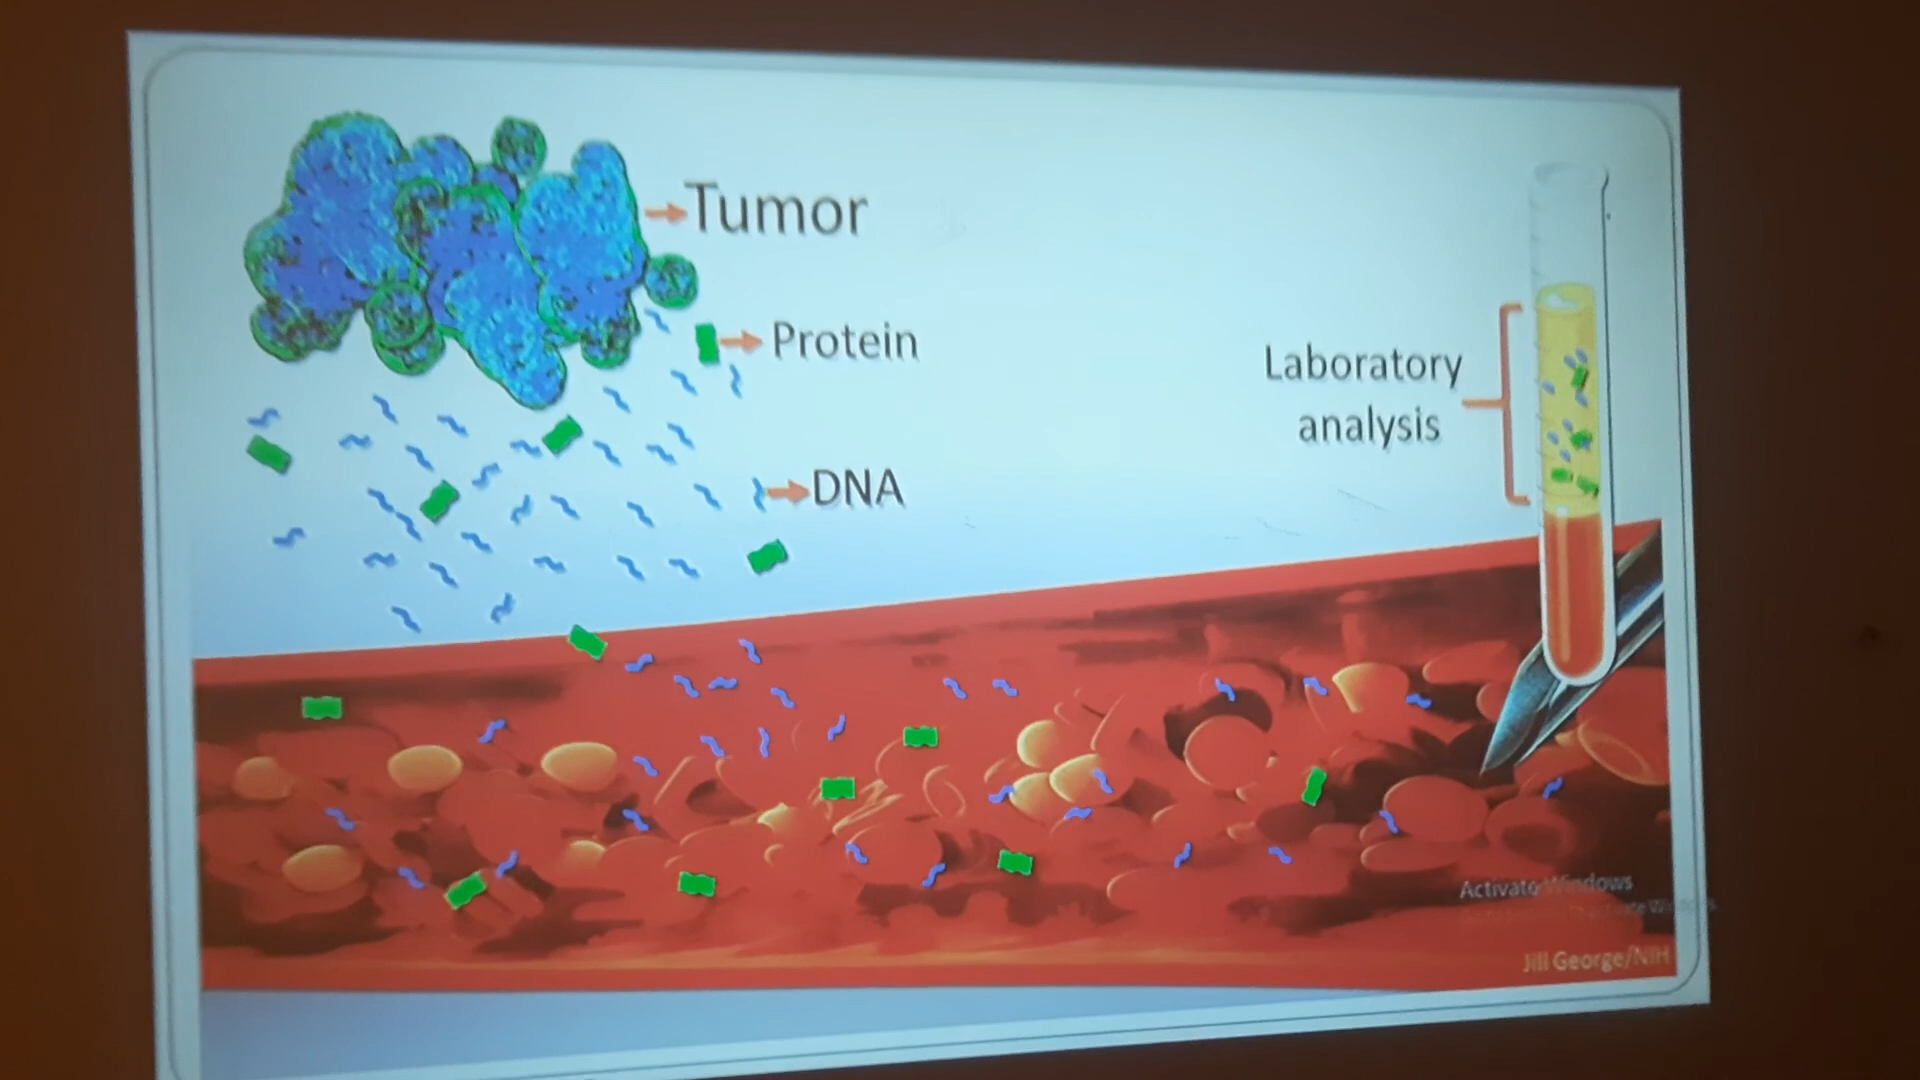 Tumor
Protein
DNA
Laboratory
analysis
Activate Windows
Jill George/NIH